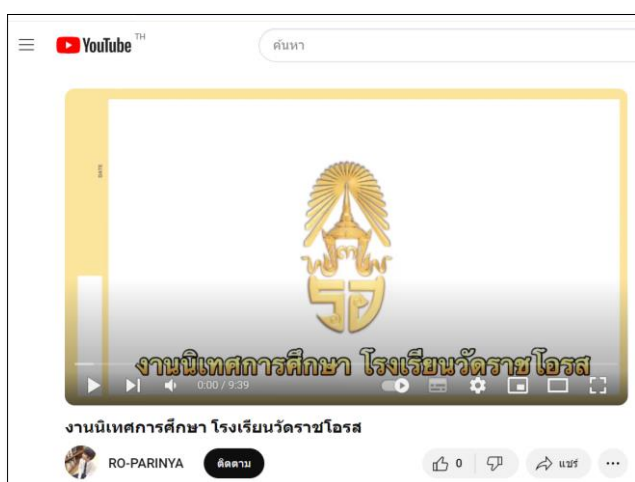 YouTube TH
ค้นหา
รอ
งานนิเทศการศึกษา โรงเรียนวัดราชโอรส
0:00 / 9:39
งานนิเทศการศึกษา โรงเรียนวัดราชโอรส
RO-PARINYA
ติดตาม
0
แชร์